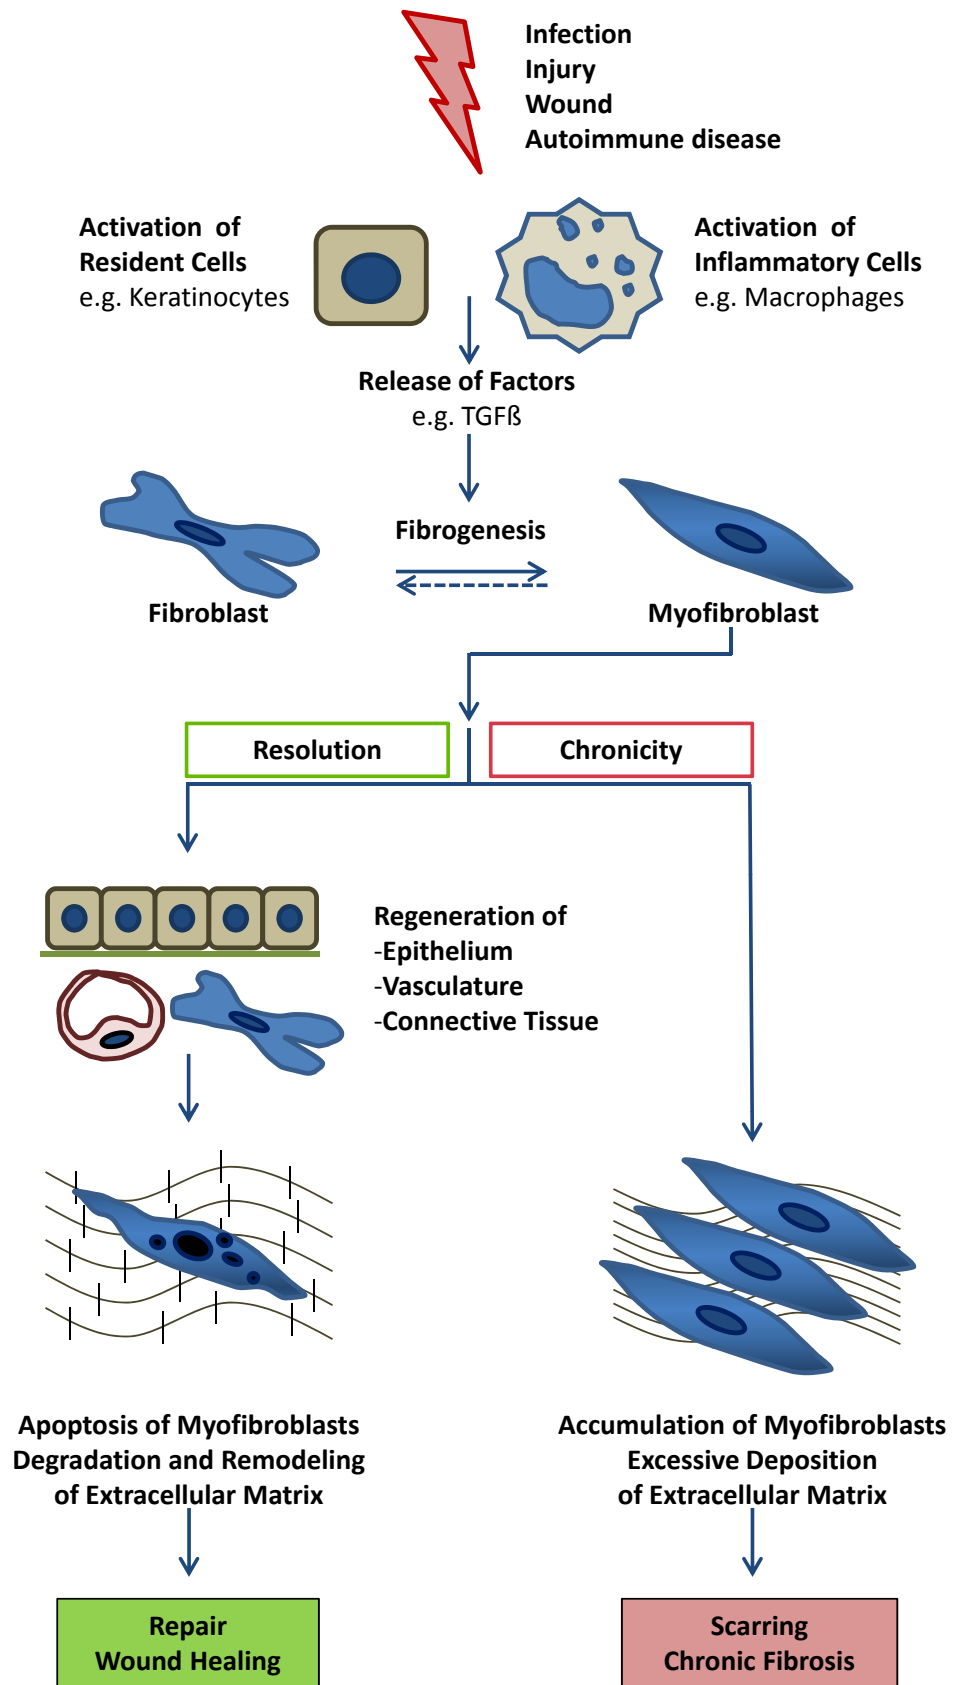 Infection
Injury
Wound
Autoimmune disease
Activation of
Resident Cells
e.g. Keratinocytes
Activation of
Inflammatory Cells
e.g. Macrophages
Release of Factors
e.g. TGFß
Fibrogenesis
Fibroblast
Myofibroblast
Resolution
Chronicity
Regeneration of
-Epithelium
-Vasculature
-Connective Tissue
Apoptosis of Myofibroblasts
Degradation and Remodeling
of Extracellular Matrix
Accumulation of Myofibroblasts
Excessive Deposition
of Extracellular Matrix
Repair
Wound Healing
Scarring
Chronic Fibrosis